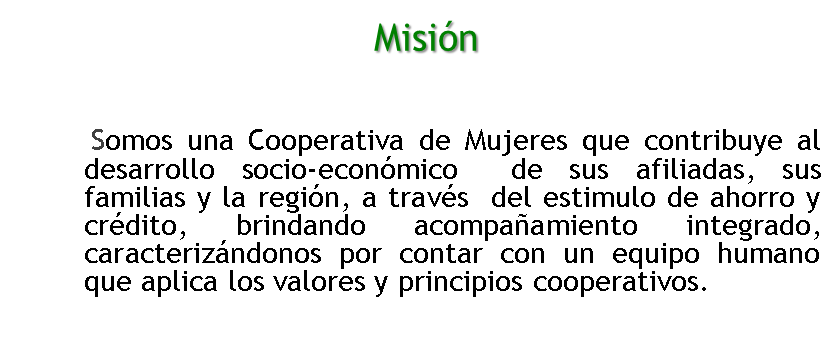 Misión
Somos una Cooperativa de Mujeres que contribuye al
desarrollo socio-económico de sus afiliadas, sus
familias y la región, a través del estimulo de ahorro y
crédito, brindando acompañamiento integrado,
caracterizándonos por contar con un equipo humano
que aplica los valores y principios cooperativos.